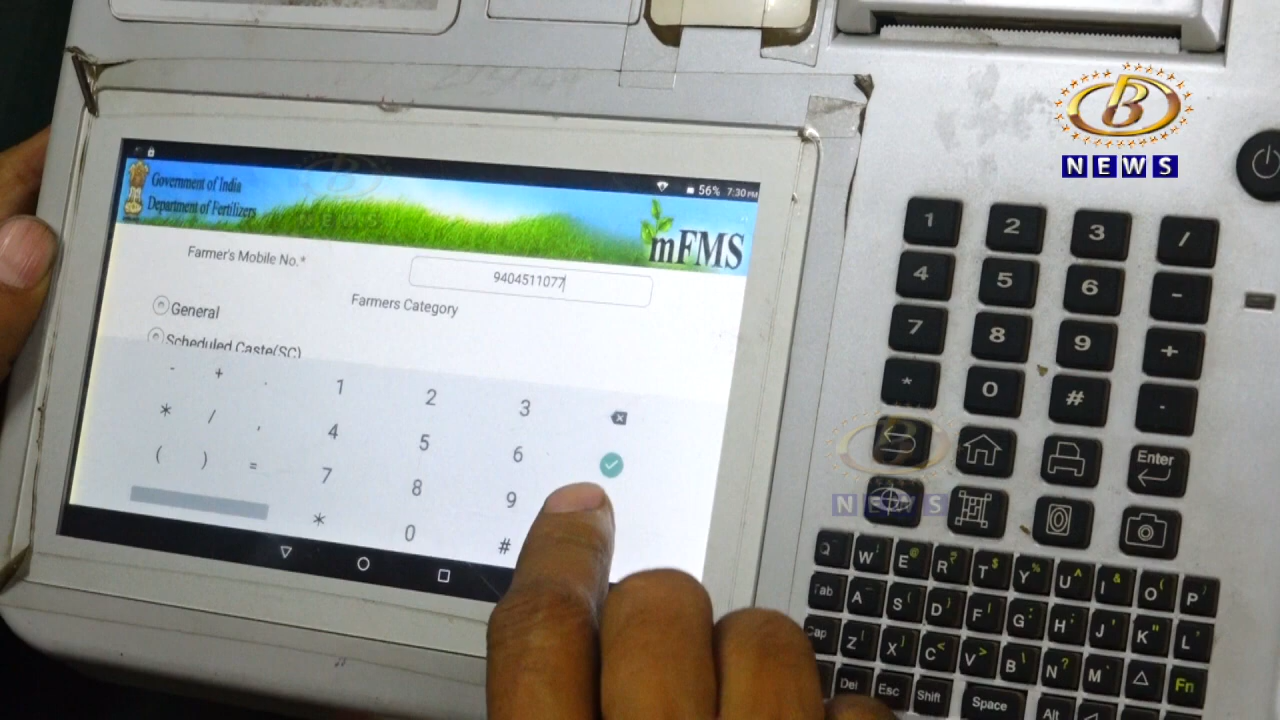 56% 7:30 PM
Government of India
Department of Fertilizers
mFMS
Farmer's Mobile No.*
9404511077
Farmers Category
General
Scheduled Caste(SC)
- + . 1 2 3
* / , 4 5 6
( ) = 7 8 9
* 0 #
B
NEWS
1 2 3 /
4 5 6 -
7 8 9 +
* 0 # .
Enter
NEWS
Q W E @ R ? T $ Y % U ^ I & O ( P )
Tab A S D F G H J K " L '
Cap Z X C < V > B \ N ? M
Del Esc Shift Space Alt Fn